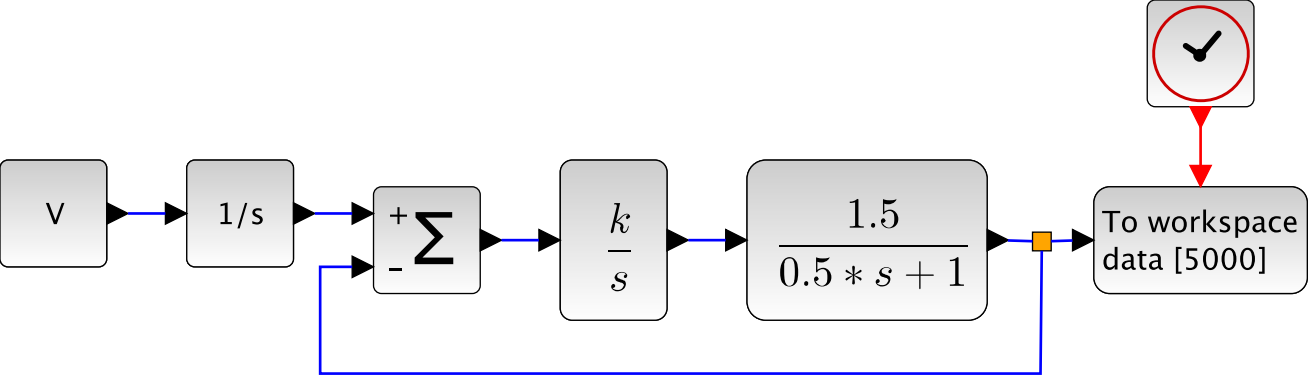 V
1/s
+
Σ
-
k
s
1.5
0.5 * s + 1
To workspace
data [5000]